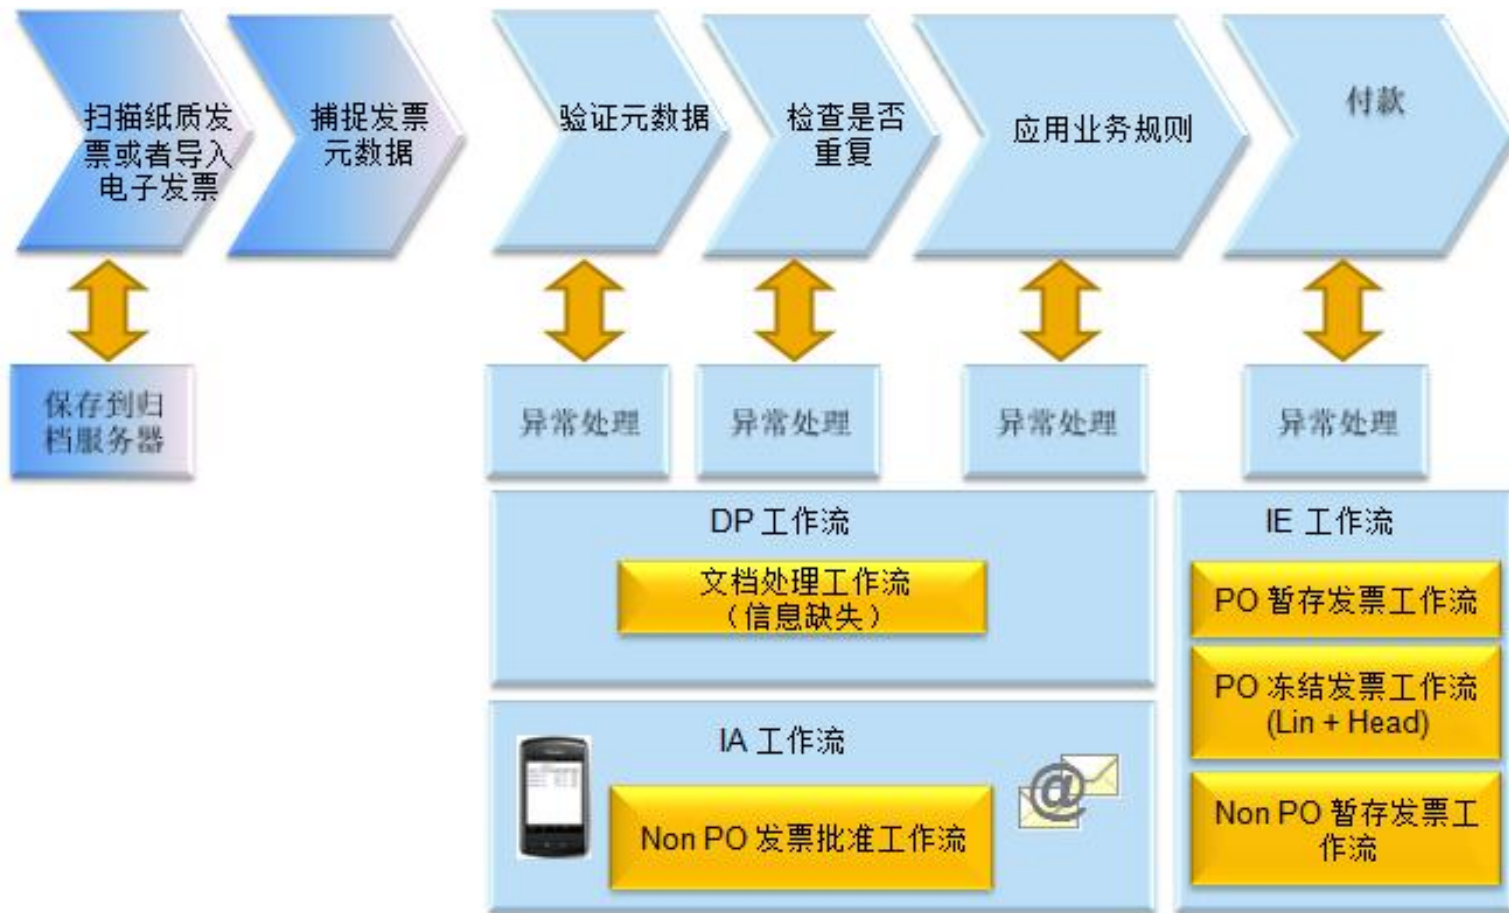 扫描纸质发
票或者导入
电子发票
捕捉发票
元数据
验证元数据
检查是否
重复
应用业务规则
付款
保存到归
档服务器
异常处理
异常处理
异常处理
异常处理
DP 工作流
文档处理工作流
（信息缺失）
IA 工作流
Non PO 发票批准工作流
@
IE 工作流
PO 暂存发票工作流
PO 冻结发票工作流
(Lin + Head)
Non PO 暂存发票工
作流